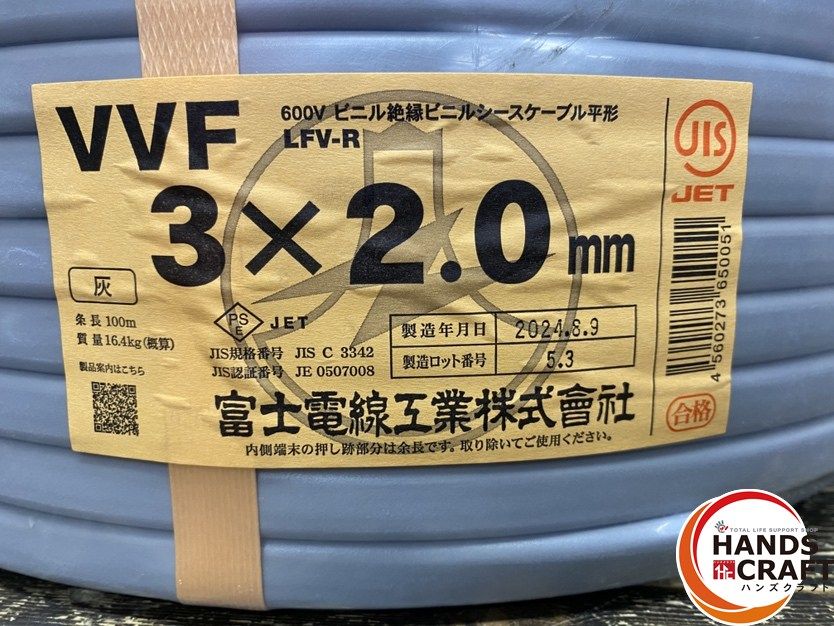 VVF
600V ビニル絶縁ビニルシースケーブル平形
LFV-R
3×2.0mm
灰
条長100m
質量16.4kg(概算)
製品案内はこちら
PS
E
JET
JIS規格番号 JIS C 3342
JIS認証番号 JE 0507008
製造年月日 2024.8.9
製造ロット番号 5.3
富士電線工業株式會社
内側端末の押し跡部分は余長です。取り除いてご使用ください。
JIS
JET
4560273650051
合格
TOTAL LIFE SUPPORT SHOP
HANDS
CRAFT
ハンズクラフト